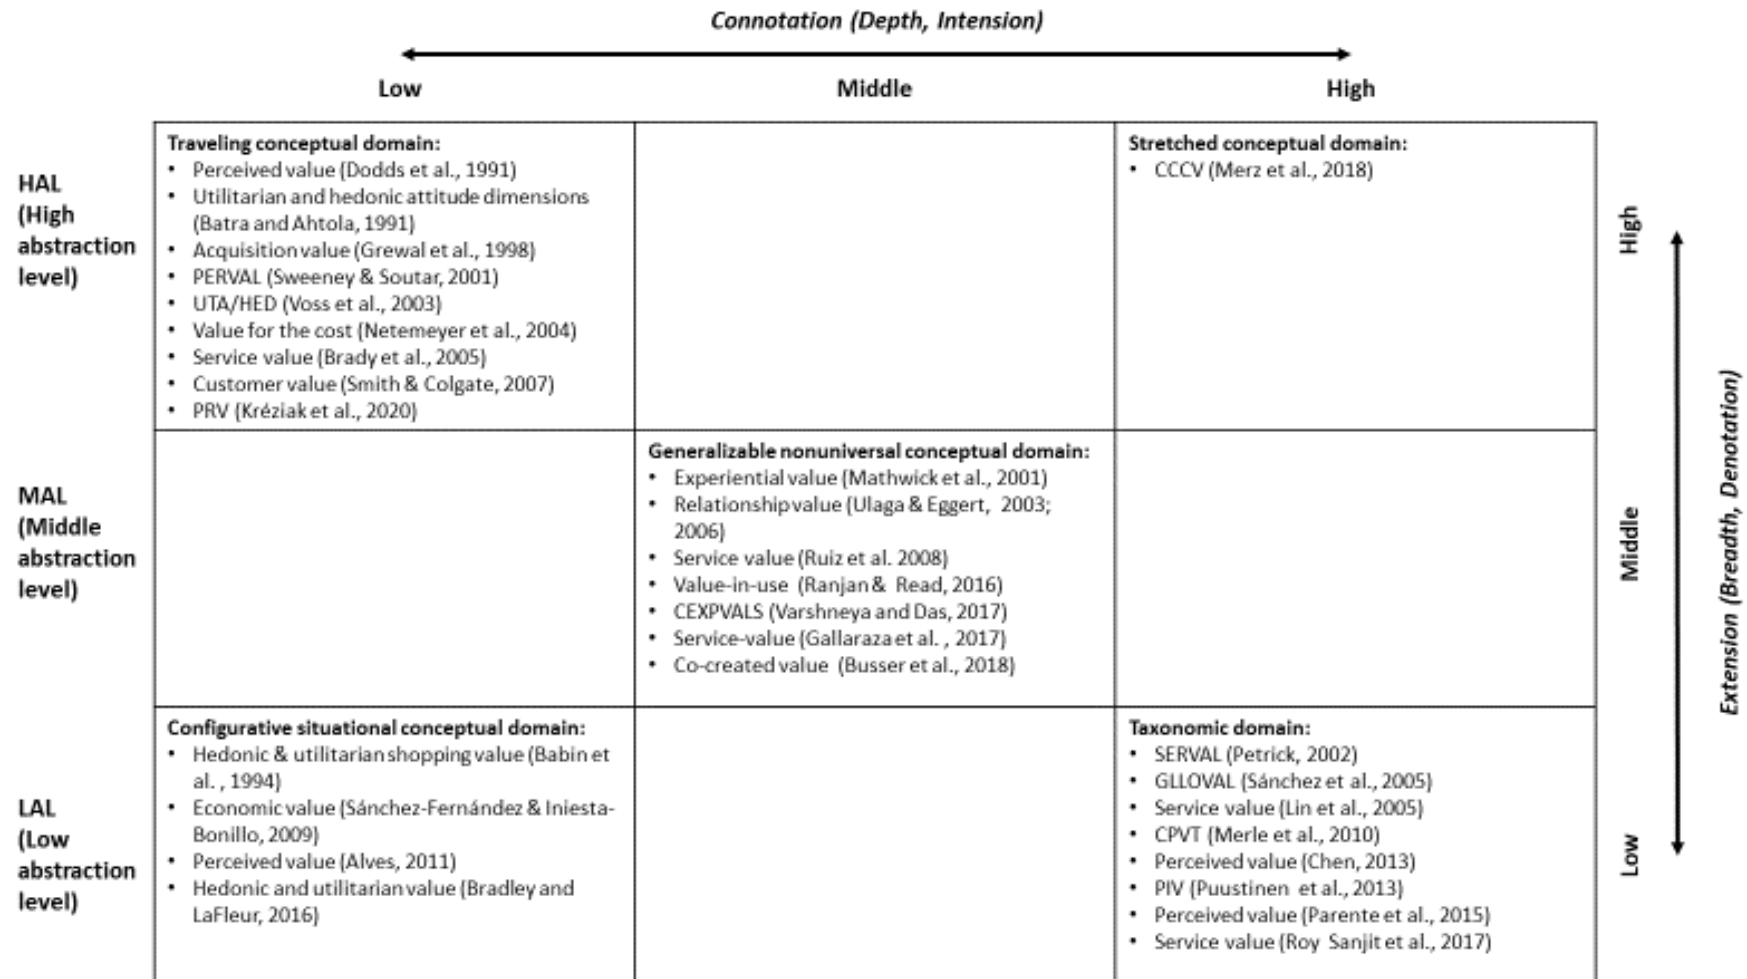 Connotation (Depth, Intension)
Low
Middle
High
HAL
(High
abstraction
level)
Traveling conceptual domain:
• Perceived value (Dodds et al., 1991)
• Utilitarian and hedonic attitude dimensions
(Batra and Ahtola, 1991)
• Acquisition value (Grewal et al., 1998)
• PERVAL (Sweeney & Soutar, 2001)
• UTA/HED (Voss et al., 2003)
• Value for the cost (Netemeyer et al., 2004)
• Service value (Brady et al., 2005)
• Customer value (Smith & Colgate, 2007)
• PRV (Kréziak et al., 2020)
Stretched conceptual domain:
• CCCV (Merz et al., 2018)
High
MAL
(Middle
abstraction
level)
Generalizable nonuniversal conceptual domain:
• Experiential value (Mathwick et al., 2001)
• Relationship value (Ulaga & Eggert, 2003;
2006)
• Service value (Ruiz et al. 2008)
• Value-in-use (Ranjan & Read, 2016)
• CEXPVALS (Varshneya and Das, 2017)
• Service-value (Gallaraza et al. , 2017)
• Co-created value (Busser et al., 2018)
Middle
Extension (Breadth, Denotation)
LAL
(Low
abstraction
level)
Configurative situational conceptual domain:
• Hedonic & utilitarian shopping value (Babin et
al. , 1994)
• Economic value (Sánchez-Fernández & Iniesta-
Bonillo, 2009)
• Perceived value (Alves, 2011)
• Hedonic and utilitarian value (Bradley and
LaFleur, 2016)
Taxonomic domain:
• SERVAL (Petrick, 2002)
• GLLOVAL (Sánchez et al., 2005)
• Service value (Lin et al., 2005)
• CPVT (Merle et al., 2010)
• Perceived value (Chen, 2013)
• PIV (Puustinen et al., 2013)
• Perceived value (Parente et al., 2015)
• Service value (Roy Sanjit et al., 2017)
Low